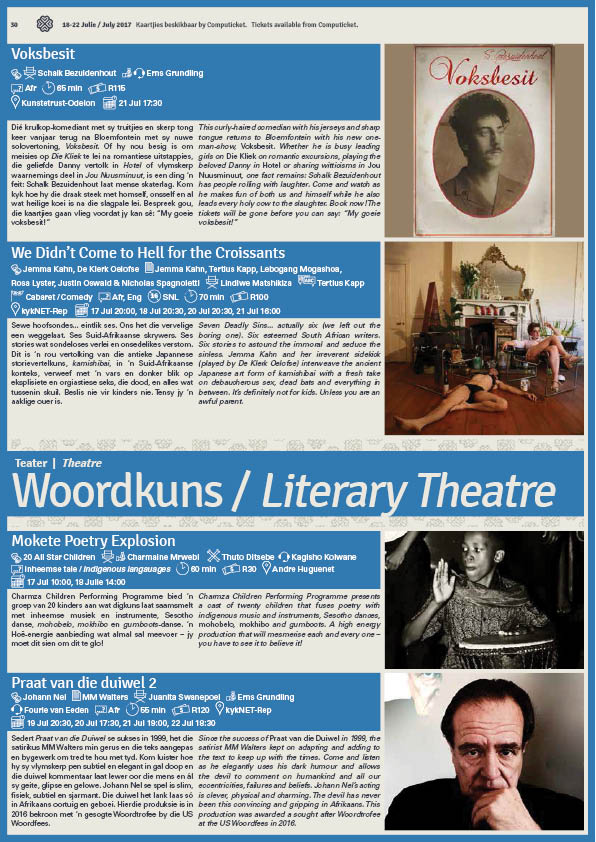 30 18-22 Julie / July 2017 Kaartjies beskikbaar by Computicket. Tickets available from Computicket.
Voksbesit
Schalk Bezuidenhout Erns Grundling
Afr 65 min R115
Kunstetrust-Odeion 21 Jul 17:30
Dié krulkop-komediant met sy truitjies en skerp tong
keer vanjaar terug na Bloemfontein met sy nuwe
solovertoning, Voksbesit. Of hy nou besig is om
meisies op Die Kliek te lei na romantiese uitstappies,
die geliefde Danny vertolk in Hotel of vlymskerp
waarnemings deel in Jou Nuusminuut, is een ding 'n
feit: Schalk Bezuidenhout laat mense skaterlag. Kom
kyk hoe hy die draak steek met homself, onsself en al
wat heilige koei is na die slagpale lei. Bespreek gou,
die kaartjies gaan vlieg voordat jy kan sê: "My goeie
voksbesit!"
This curly-haired comedian with his jerseys and sharp
tongue returns to Bloemfontein with his new one-
man-show, Voksbesit. Whether he is busy leading
girls on Die Kliek on romantic excursions, playing the
beloved Danny in Hotel or sharing witticisms in Jou
Nuusminuut, one fact remains: Schalk Bezuidenhout
has people rolling with laughter. Come and watch as
he makes fun of both us and himself while he also
leads every holy cow to the slaughter. Book now! The
tickets will be gone before you can say: "My goeie
voksbesit!"
S. Bezuidenhout
Voksbesit
We Didn't Come to Hell for the Croissants
Jemma Kahn, De Klerk Oelofse Jemma Kahn, Tertius Kapp, Lebogang Mogashoa,
Rosa Lyster, Justin Oswald & Nicholas Spagnoletti Lindiwe Matshikiza Tertius Kapp
Cabaret / Comedy Afr, Eng 16 SNL 70 min R100
kykNET-Rep 17 Jul 20:00, 18 Jul 20:30, 20 Jul 20:30, 21 Jul 16:00
Sewe hoofsondes... eintlik ses. Ons het die vervelige
een weggelaat. Ses Suid-Afrikaanse skrywers. Ses
stories wat sondeloses verlei en onsedelikes verstom.
Dit is 'n nou vertolking van die antieke Japannese
storievertelkuns, kamishibai, in 'n Suid-Afrikaanse
konteks, verweef met 'n vars en donker blik op
eksplisiete en orgiastiese seks, die dood, en alles wat
tussenin skuil. Beslis nie vir kinders nie. Tensy jy 'n
aaklige ouer is.
Seven Deadly Sins... actually six (we left out the
boring one). Six esteemed South African writers.
Six stories to astound the immoral and seduce the
sinless. Jemma Kahn and her irreverent sidekick
(played by De Klerk Oelofse) interweave the ancient
Japanese art form of kamishibai with a fresh take
on debaucherous sex, dead bats and everything in
between. It's definitely not for kids. Unless you are an
awful parent.
Teater | Theatre
Woordkuns / Literary Theatre
Mokete Poetry Explosion
20 All Star Children Charmaine Mrwebi Thuto Ditsebe Kagisho Kolwane
Inheemse tale / Indigenous langauages 60 min R30 Andre Huguenet
17 Jul 10:00, 18 Julie 14:00
Chamza Children Performing Programme bied 'n
groep van 20 kinders aan wat digkuns laat saamsmelt
met inheemse musiek en instrumente, Sesotho
danse, mohobelo, mokhibo en gumboots-danse. 'n
Hoë-energie aanbieding wat almal sal meevoer – jy
moet dit sien om dit te glo!
Chamza Children Performing Programme presents
a cast of twenty children that fuses poetry with
indigenous music and instruments, Sesotho dances,
mohobelo, mokhibo and gumboots. A high energy
production that will mesmerise each and every one –
you have to see it to believe it!
Praat van die duiwel 2
Johann Nel MM Walters Juanita Swanepoel Erns Grundling
Fourie van Eeden Afr 55 min R120 kykNET-Rep
19 Jul 20:30, 20 Jul 17:30, 21 Jul 19:00, 22 Jul 18:30
Sedert Praat van die Duiwel se sukses in 1999, het die
satirikus MM Walters min gerus en die teks aangepas
en bygewerk om tred te hou met tyd. Kom luister hoe
hy sy vlymskerp pen subtiel en elegant in gal doop en
die duiwel kommentaar laat lewer oor die mens en ál
sy geite, glipse en gelowe. Johann Nel se spel is slim,
fisiek, subtiel en sjarmant. Die duiwel het lank laas só
in Afrikaans oortuig en geboei. Hierdie produksie is in
2016 bekroon met 'n gesogte Woordtrofee by die US
Woordfees.
Since the success of Praat van die Duiwel in 1999, the
satirist MM Walters kept on adapting and adding to
the text to keep up with the times. Come and listen
as he elegantly uses his dark humour and allows
the devil to comment on humankind and all our
eccentricities, failures and beliefs. Johann Nel's acting
is clever, physical and charming. The devil has never
been this convincing and gripping in Afrikaans. This
production was awarded a sought after Woordtrofee
at the US Woordfees in 2016.